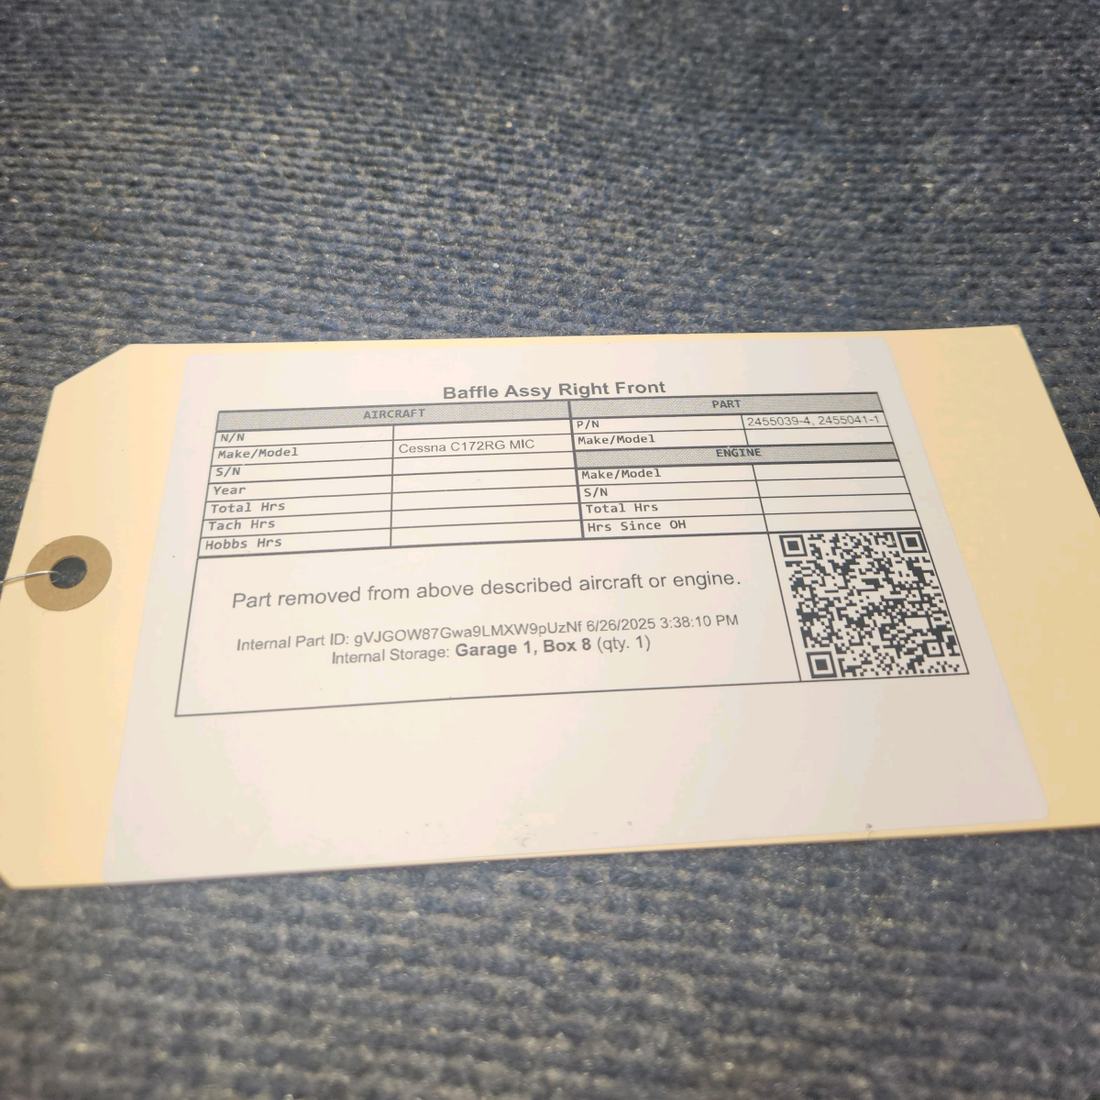 Baffle Assy Right Front
AIRCRAFT
N/N
Make/Model Cessna C172RG MIC
S/N
Year
Total Hrs
Tach Hrs
Hobbs Hrs
PART
P/N 2455039-4, 2455041-1
Make/Model
ENGINE
Make/Model
S/N
Total Hrs
Hrs Since OH
Part removed from above described aircraft or engine.
Internal Part ID: gVJGOW87Gwa9LMXW9pUzNf 6/26/2025 3:38:10 PM
Internal Storage: Garage 1, Box 8 (qty. 1)